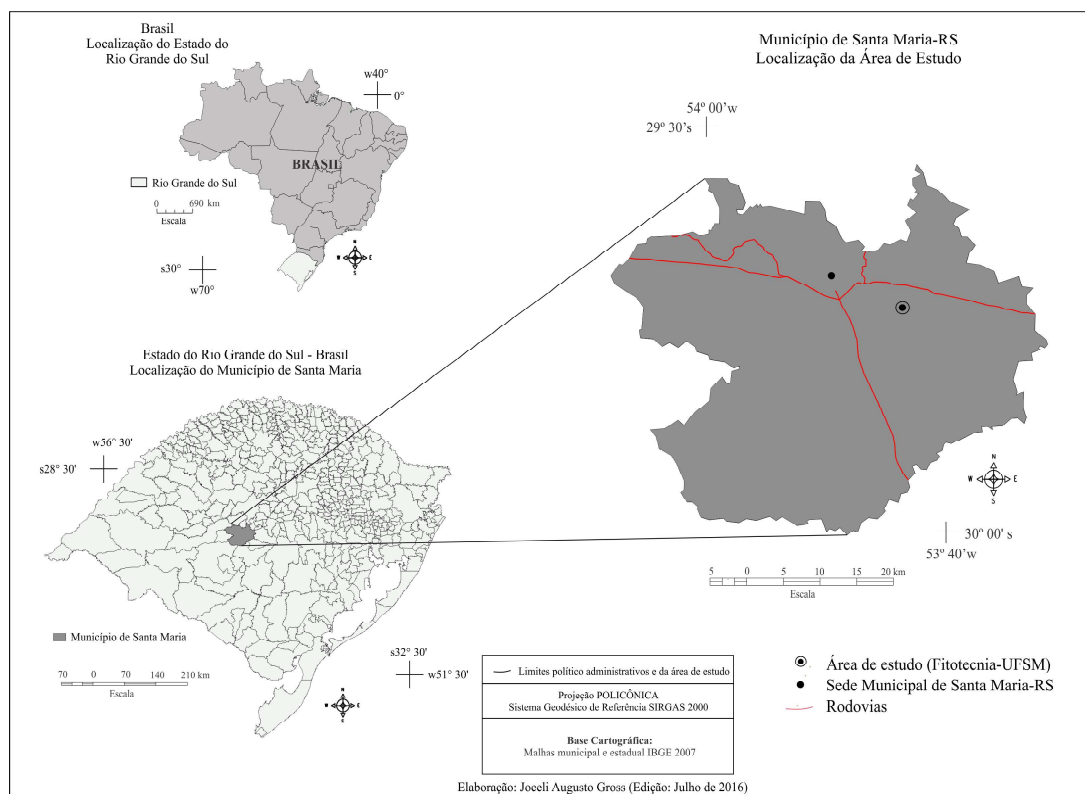 Brasil
Localização do Estado do
Rio Grande do Sul
w40°
0°
BRASIL
Rio Grande do Sul
0 690 km
Escala
N
W E
S
s30°
w70°
Município de Santa Maria-RS
Localização da Área de Estudo
54º 00'w
29º 30's
N
W E
S
30º 00' s
53º 40'w
5 0 5 10 15 20 km
Escala
Estado do Rio Grande do Sul - Brasil
Localização do Município de Santa Maria
w56º 30'
s28º 30'
Município de Santa Maria
70 0 70 140 210 km
Escala
s32º 30'
w51º 30'
N
W E
S
Limites político administrativos e da área de estudo
Projeção POLICÔNICA
Sistema Geodésico de Referência SIRGAS 2000
Base Cartográfica:
Malhas municipal e estadual IBGE 2007
Área de estudo (Fitotecnia-UFSM)
Sede Municipal de Santa Maria-RS
Rodovias
Elaboração: Joceli Augusto Gross (Edição: Julho de 2016)